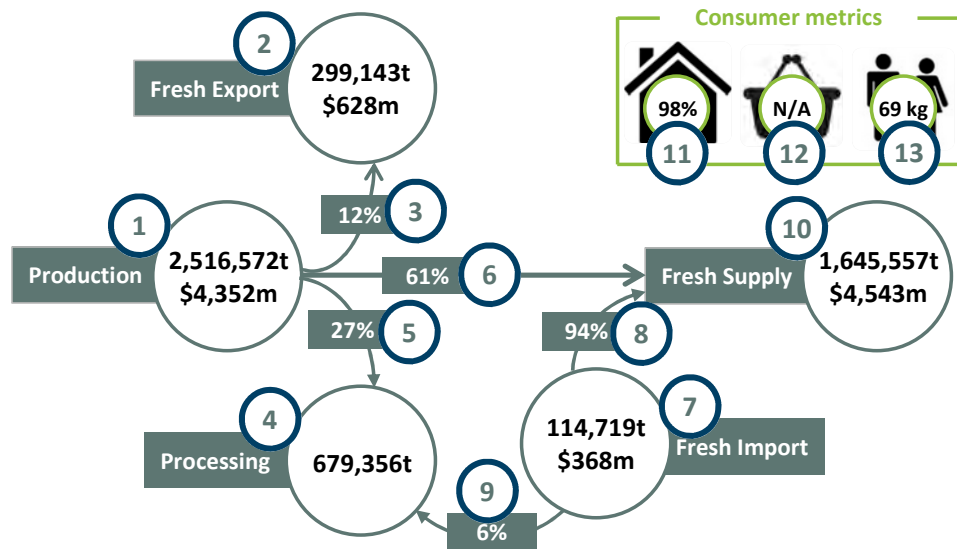 Consumer metrics
2
Fresh Export
299,143t
$628m
98%
N/A
69 kg
11
12
13
1
Production
2,516,572t
$4,352m
12%
3
61%
6
10
Fresh Supply
1,645,557t
$4,543m
27%
5
94%
8
4
Processing
679,356t
7
114,719t
$368m
Fresh Import
9
6%